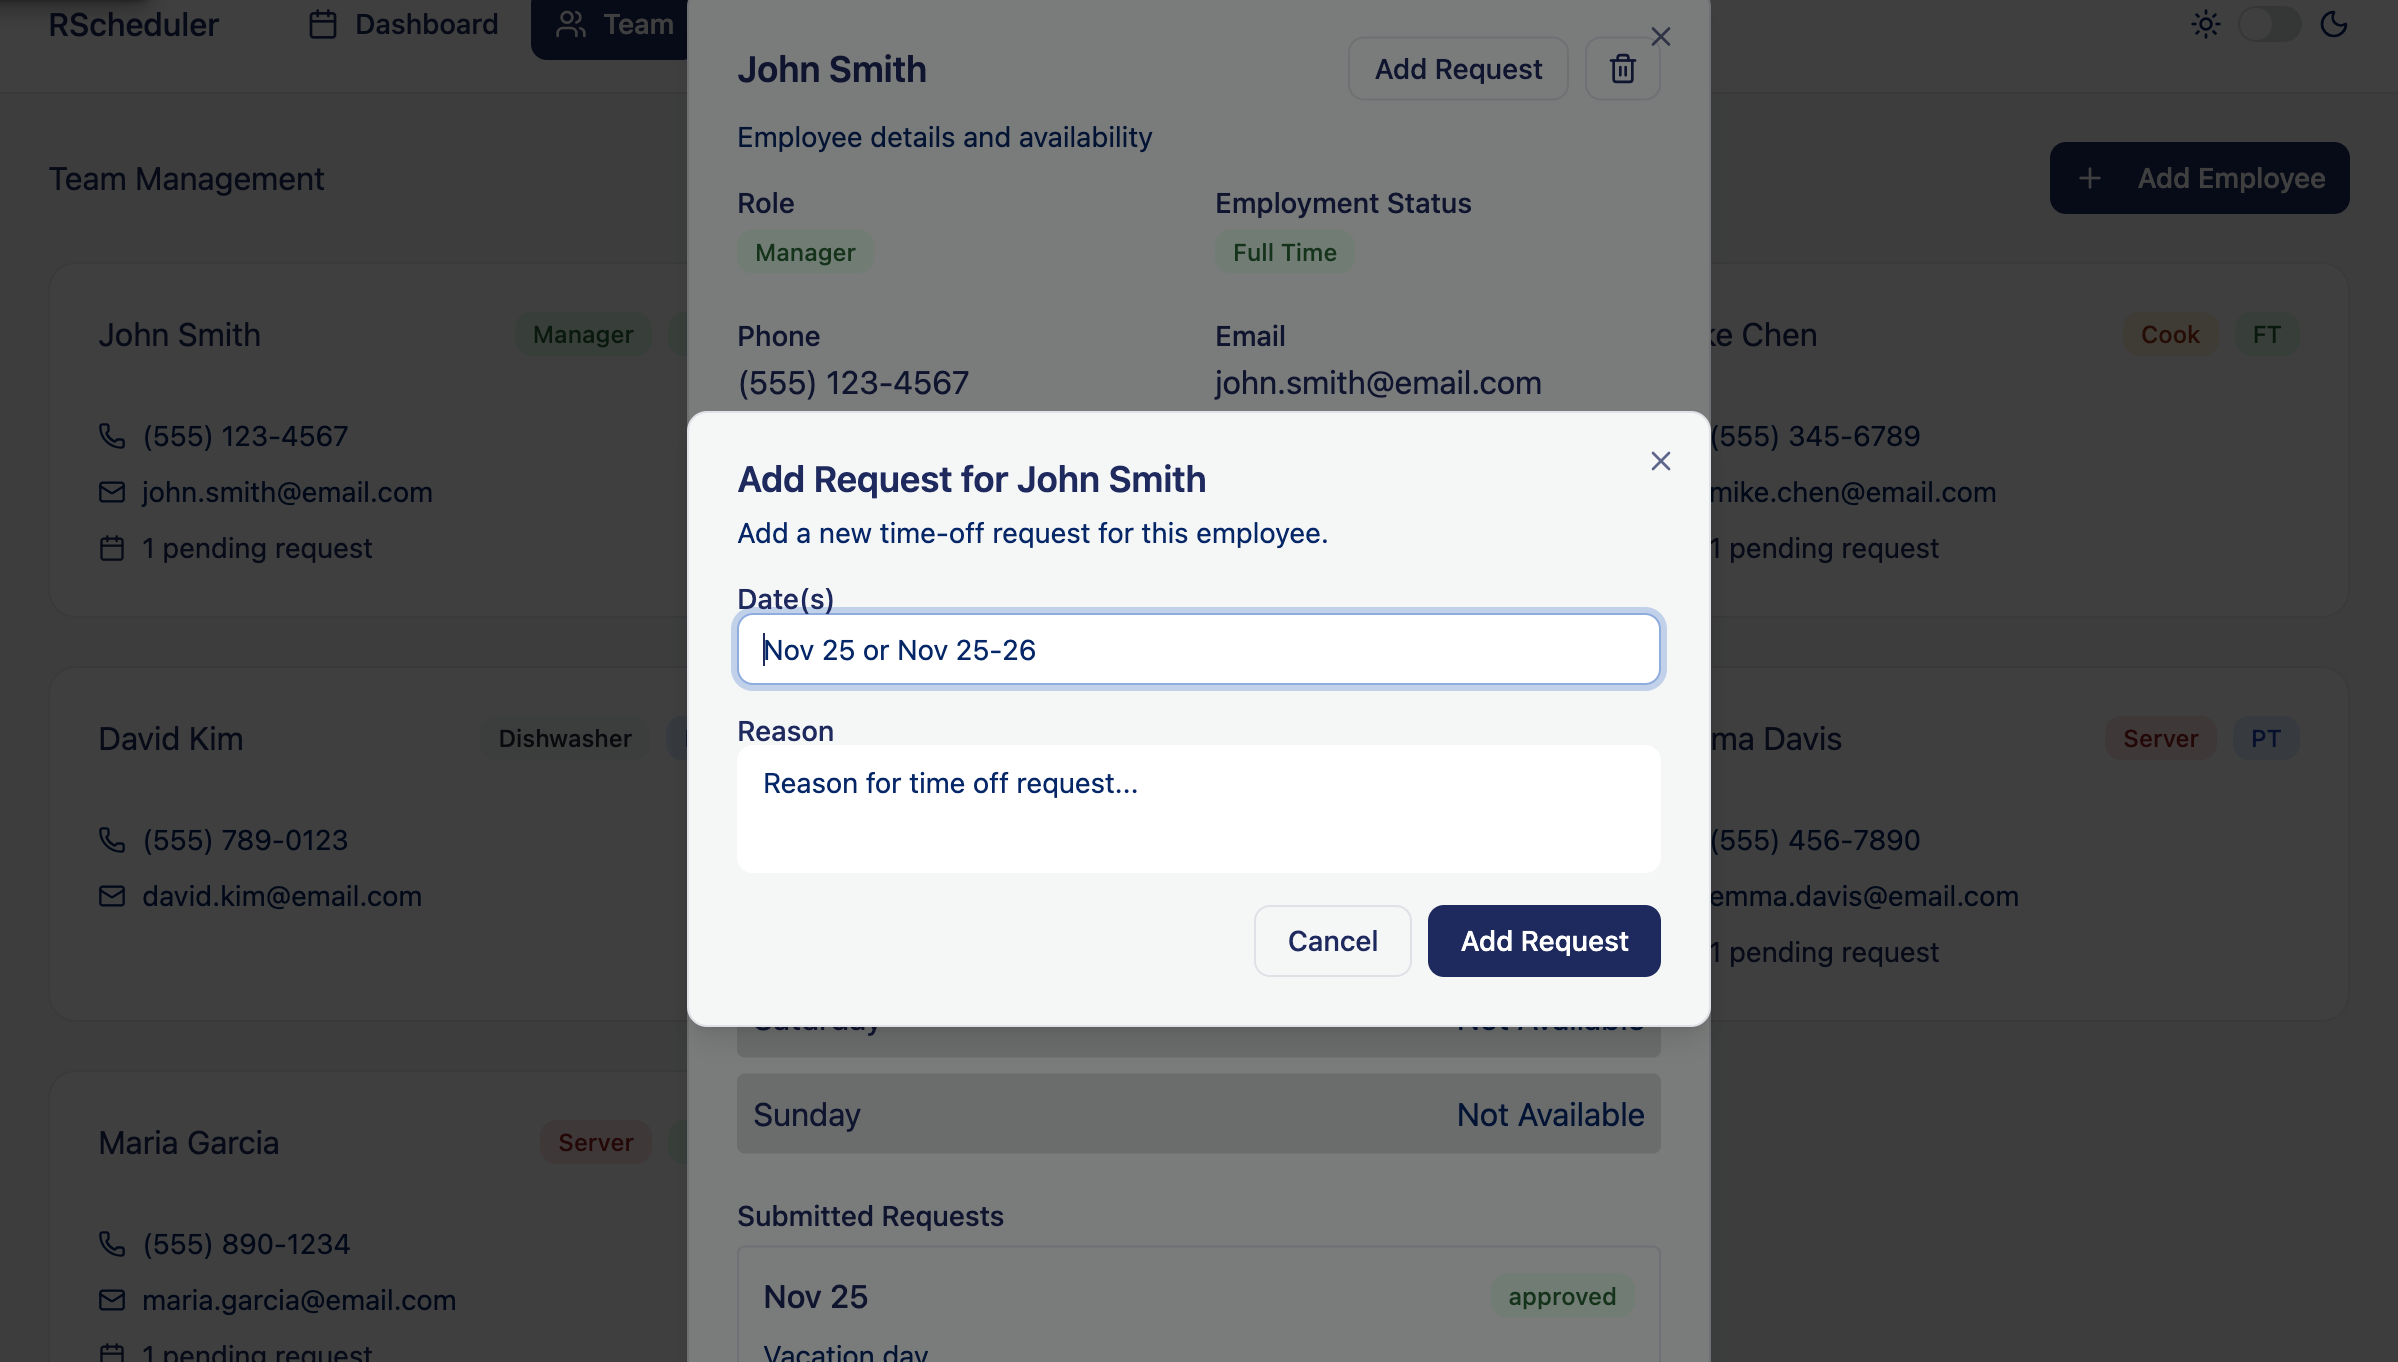 RScheduler
Dashboard
Team
John Smith
Add Request
Employee details and availability
Team Management
Add Employee
Role
Employment Status
Manager
Full Time
Phone
Email
(555) 123-4567
john.smith@email.com
John Smith
Manager
(555) 123-4567
john.smith@email.com
1 pending request
Chen
Cook
FT
(555) 345-6789
mike.chen@email.com
1 pending request
Add Request for John Smith
Add a new time-off request for this employee.
Date(s)
Nov 25 or Nov 25-26
Reason
Reason for time off request...
Cancel
Add Request
David Kim
Dishwasher
(555) 789-0123
david.kim@email.com
Davis
Server
PT
(555) 456-7890
emma.davis@email.com
1 pending request
Saturday
Not Available
Sunday
Not Available
Submitted Requests
Nov 25
approved
Vacation day
Maria Garcia
Server
(555) 890-1234
maria.garcia@email.com
1 pending request